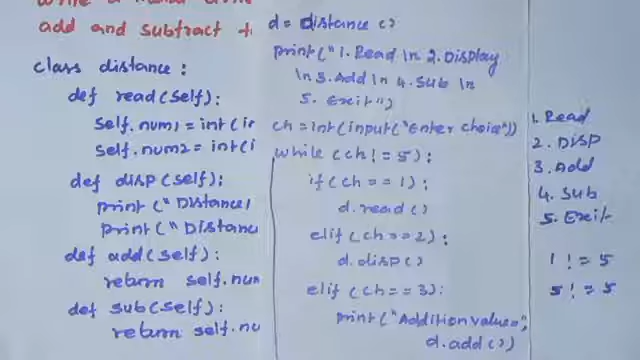 add and subtract
class distance :
def read(self):
self.num1 = int(i
self.num2 = int(i
def disp(self):
print("Distance
print("Distance
def add(self):
return self.num
def sub(self):
return self.nu
d = distance ()
print("1. Read \n 2. Display
\n 3. Add \n 4. Sub \n
5. Exit")
ch = int(input("Enter choice"))
while (ch != 5):
if(ch == 1):
d.read()
elif(ch == 2):
d.disp()
elif(ch == 3):
print("Addition value=",
d.add())
1. Read
2. DISP
3. Add
4. Sub
5. Exit
1 != 5
5 != 5